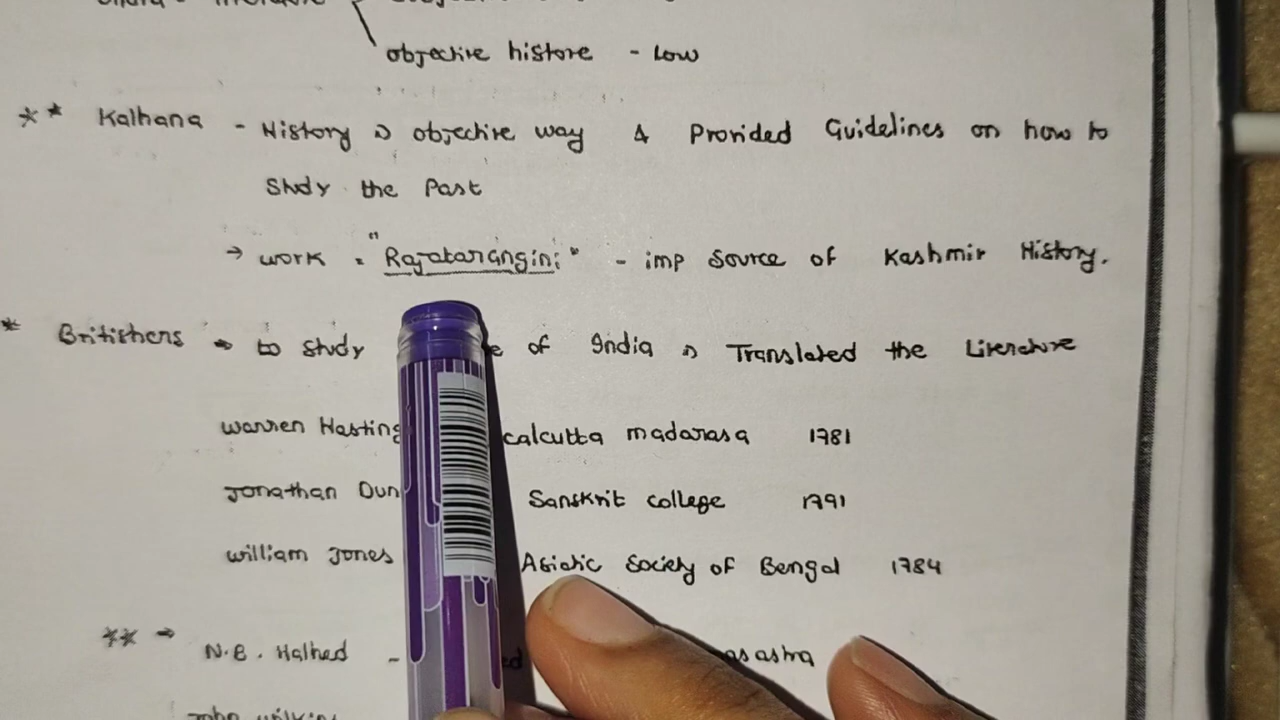 objective histore - Low
** Kalhana - History is objective way & Provided Guidelines on how to
Study the Past
→ work = "Rajatarangini" - imp Source of Kashmir History.
* Britishers → to study of India is Translated the Literature
Warren Hasting calcutta madarasa 1781
Jonathan Dun Sanskrit college 1791
William Jones Asiatic Society of Bengal 1784
** → N.B. Halhed -